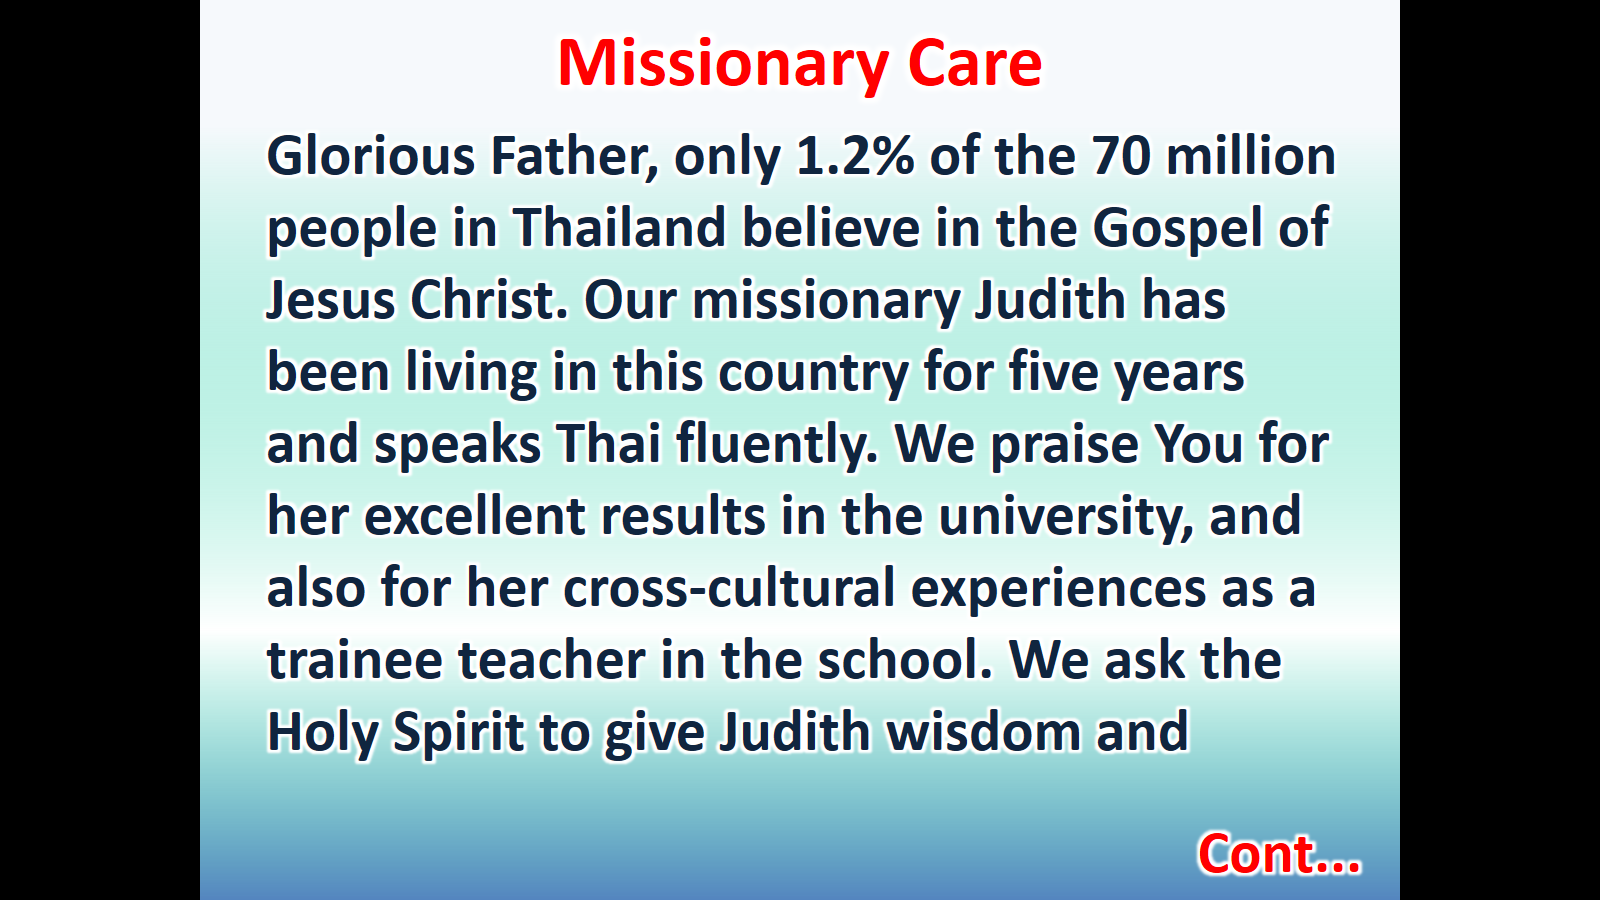 Missionary Care
Glorious Father, only 1.2% of the 70 million
people in Thailand believe in the Gospel of
Jesus Christ. Our missionary Judith has
been living in this country for five years
and speaks Thai fluently. We praise You for
her excellent results in the university, and
also for her cross-cultural experiences as a
trainee teacher in the school. We ask the
Holy Spirit to give Judith wisdom and
Cont...